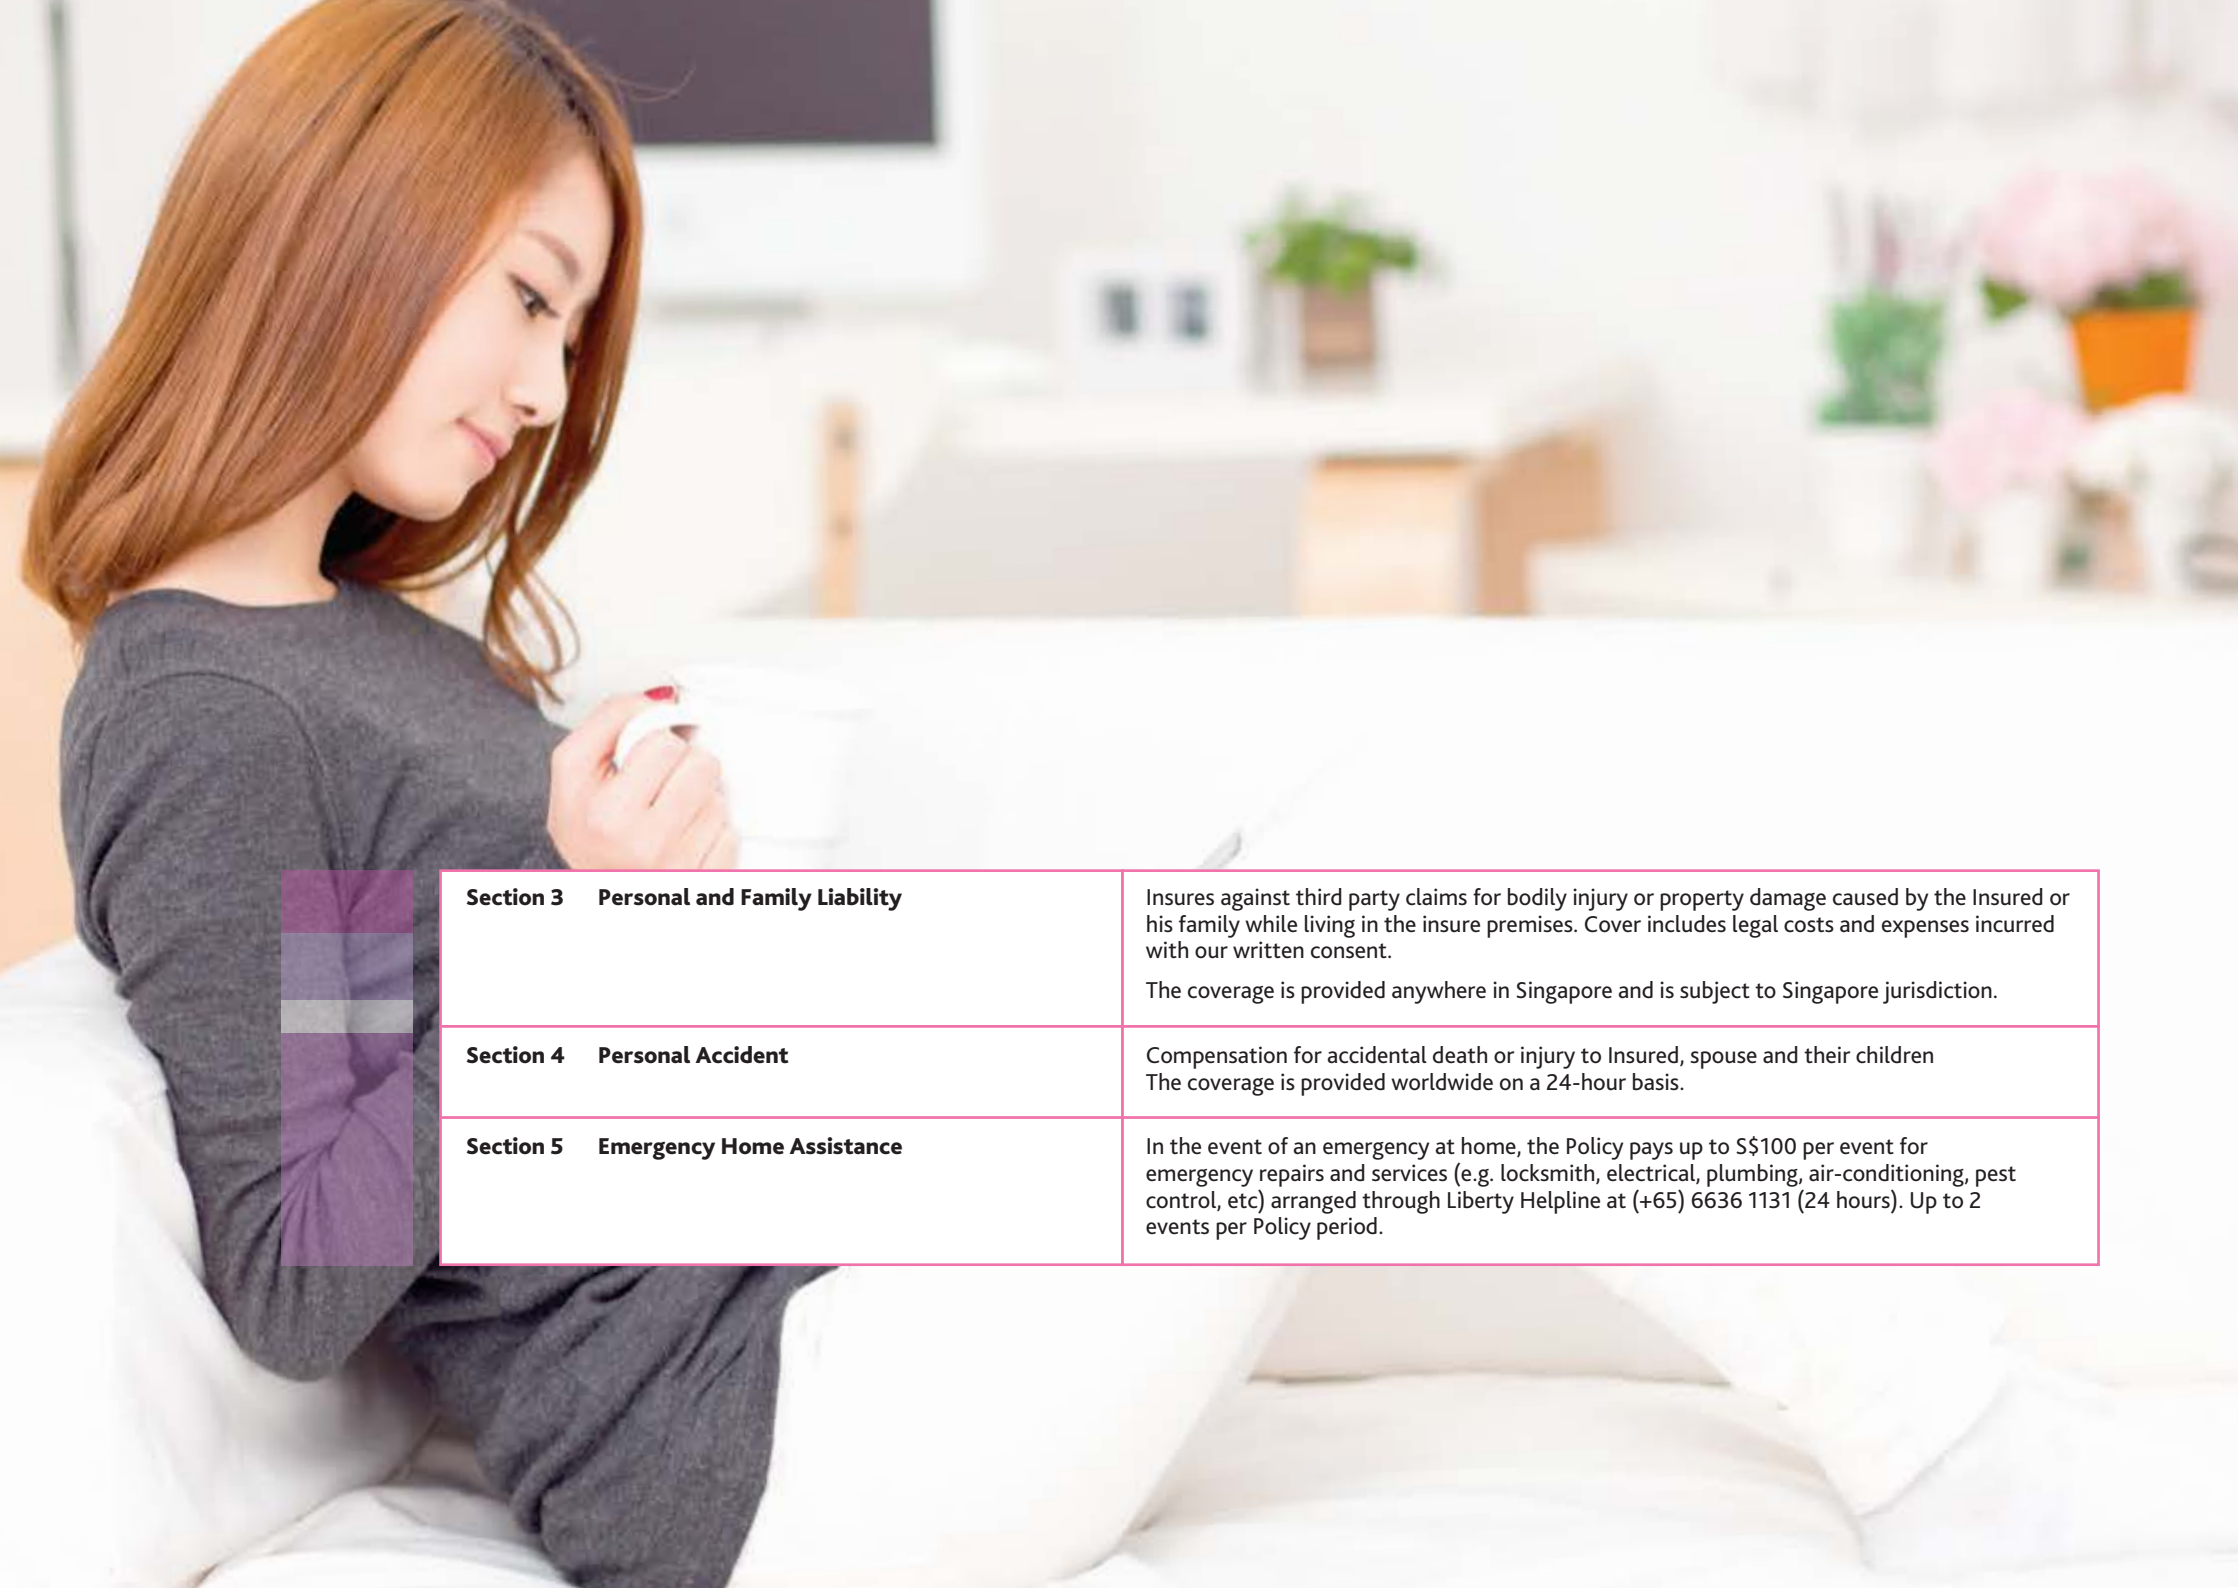 Section 3 Personal and Family Liability
Insures against third party claims for bodily injury or property damage caused by the Insured or
his family while living in the insure premises. Cover includes legal costs and expenses incurred
with our written consent.
The coverage is provided anywhere in Singapore and is subject to Singapore jurisdiction.
Section 4 Personal Accident
Compensation for accidental death or injury to Insured, spouse and their children
The coverage is provided worldwide on a 24-hour basis.
Section 5 Emergency Home Assistance
In the event of an emergency at home, the Policy pays up to S$100 per event for
emergency repairs and services (e.g. locksmith, electrical, plumbing, air-conditioning, pest
control, etc) arranged through Liberty Helpline at (+65) 6636 1131 (24 hours). Up to 2
events per Policy period.